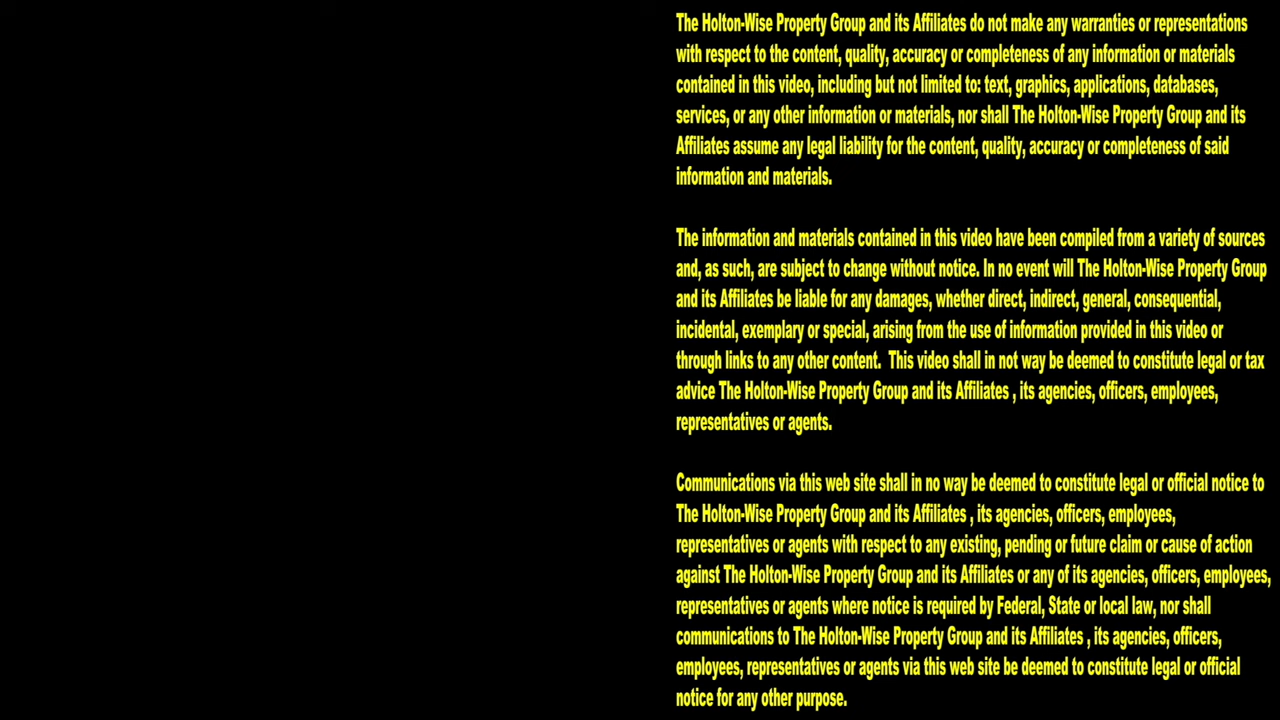 The Holton-Wise Property Group and its Affiliates do not make any warranties or representations
with respect to the content, quality, accuracy or completeness of any information or materials
contained in this video, including but not limited to: text, graphics, applications, databases,
services, or any other information or materials, nor shall The Holton-Wise Property Group and its
Affiliates assume any legal liability for the content, quality, accuracy or completeness of said
information and materials.
The information and materials contained in this video have been compiled from a variety of sources
and, as such, are subject to change without notice. In no event will The Holton-Wise Property Group
and its Affiliates be liable for any damages, whether direct, indirect, general, consequential,
incidental, exemplary or special, arising from the use of information provided in this video or
through links to any other content.  This video shall in not way be deemed to constitute legal or tax
advice The Holton-Wise Property Group and its Affiliates , its agencies, officers, employees,
representatives or agents.
Communications via this web site shall in no way be deemed to constitute legal or official notice to
The Holton-Wise Property Group and its Affiliates , its agencies, officers, employees,
representatives or agents with respect to any existing, pending or future claim or cause of action
against The Holton-Wise Property Group and its Affiliates or any of its agencies, officers, employees,
representatives or agents where notice is required by Federal, State or local law, nor shall
communications to The Holton-Wise Property Group and its Affiliates , its agencies, officers,
employees, representatives or agents via this web site be deemed to constitute legal or official
notice for any other purpose.